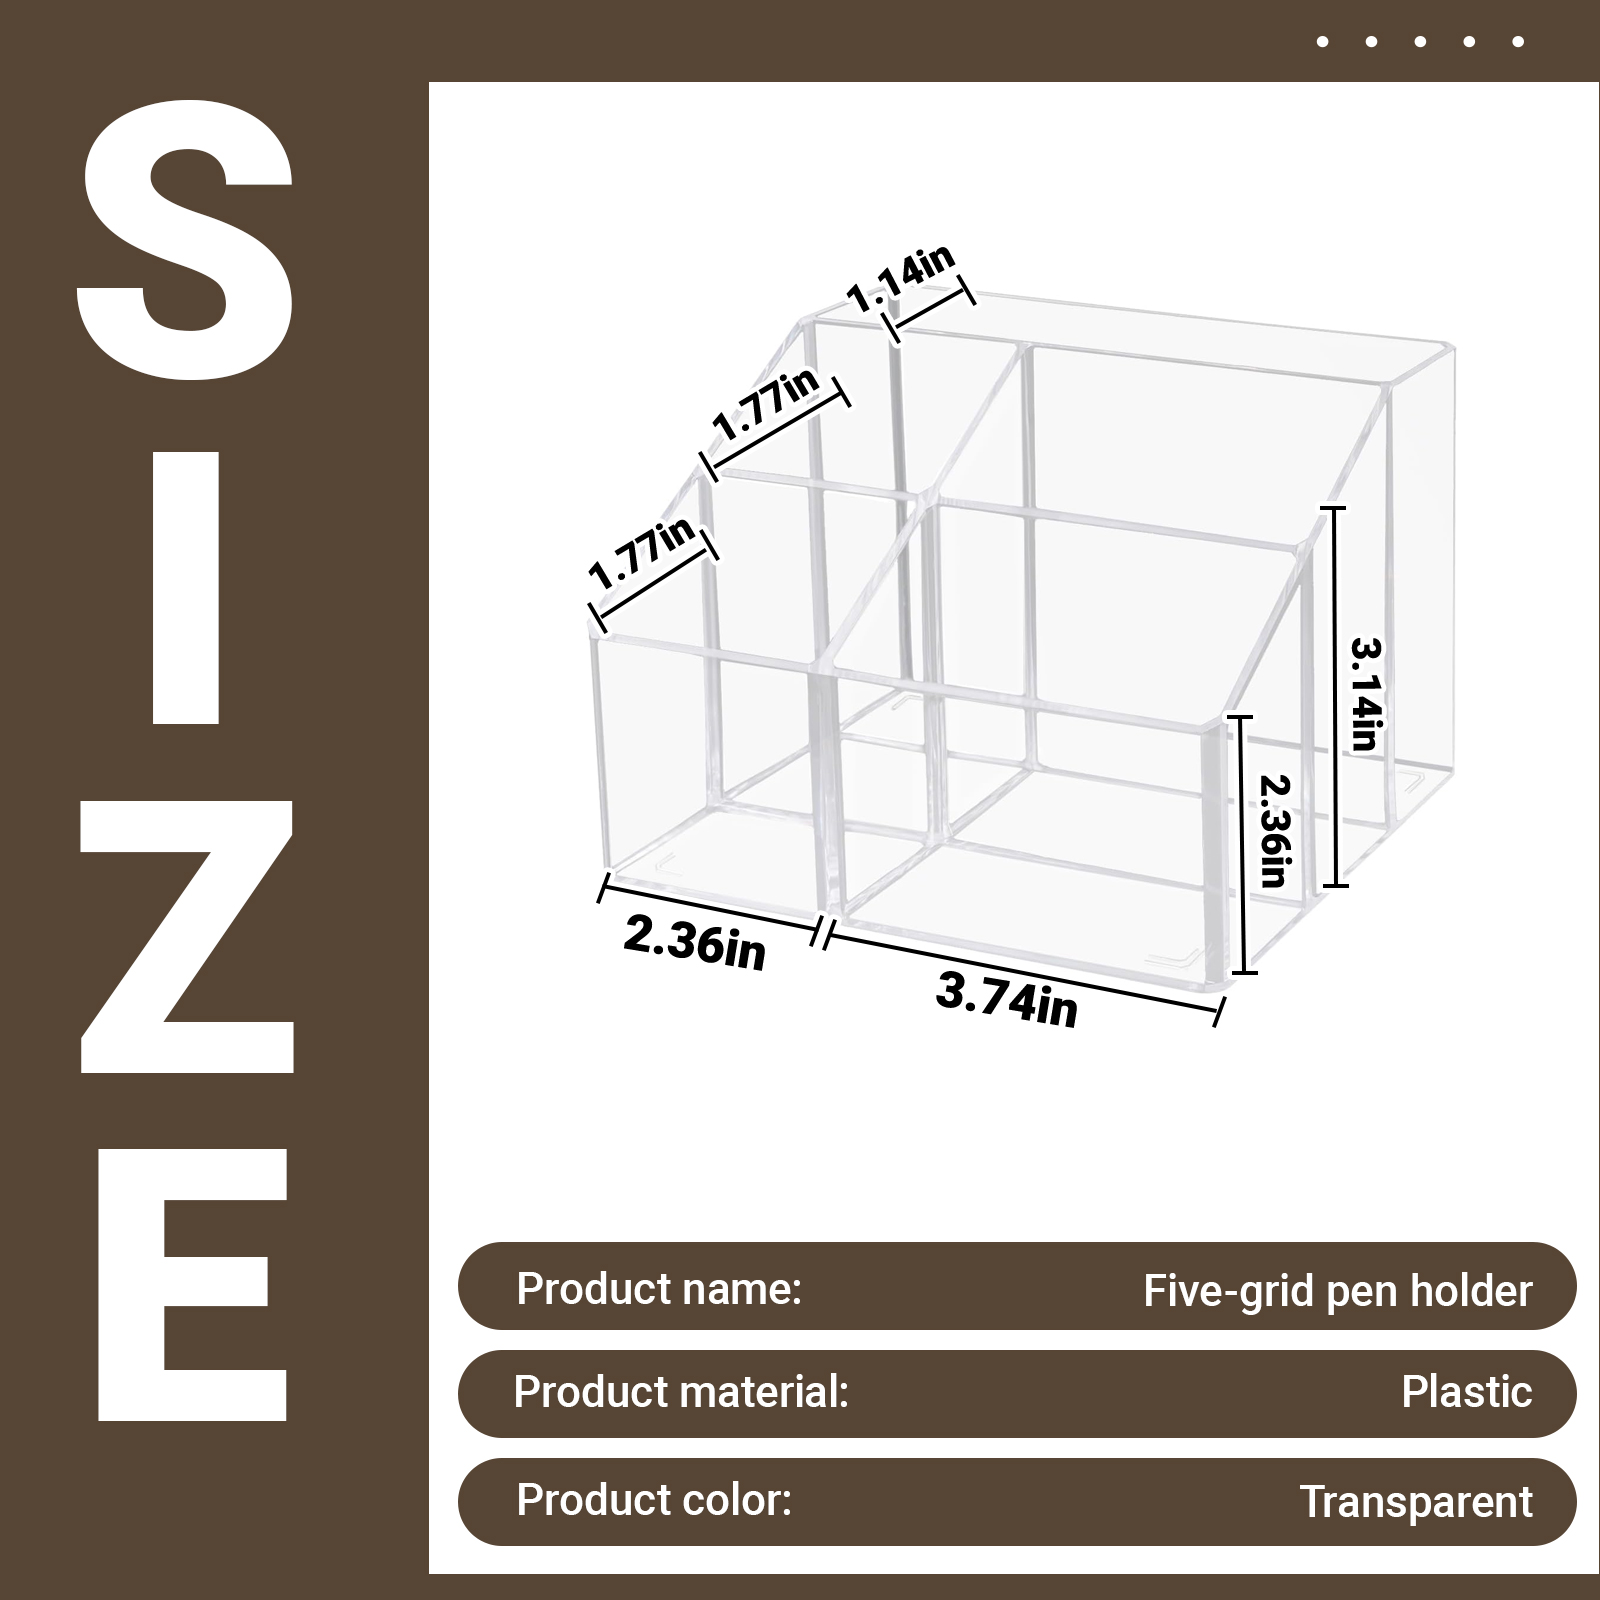 SIZE
1.14in
1.77in
1.77in
3.14in
2.36in
2.36in
3.74in
Product name: Five-grid pen holder
Product material: Plastic
Product color: Transparent